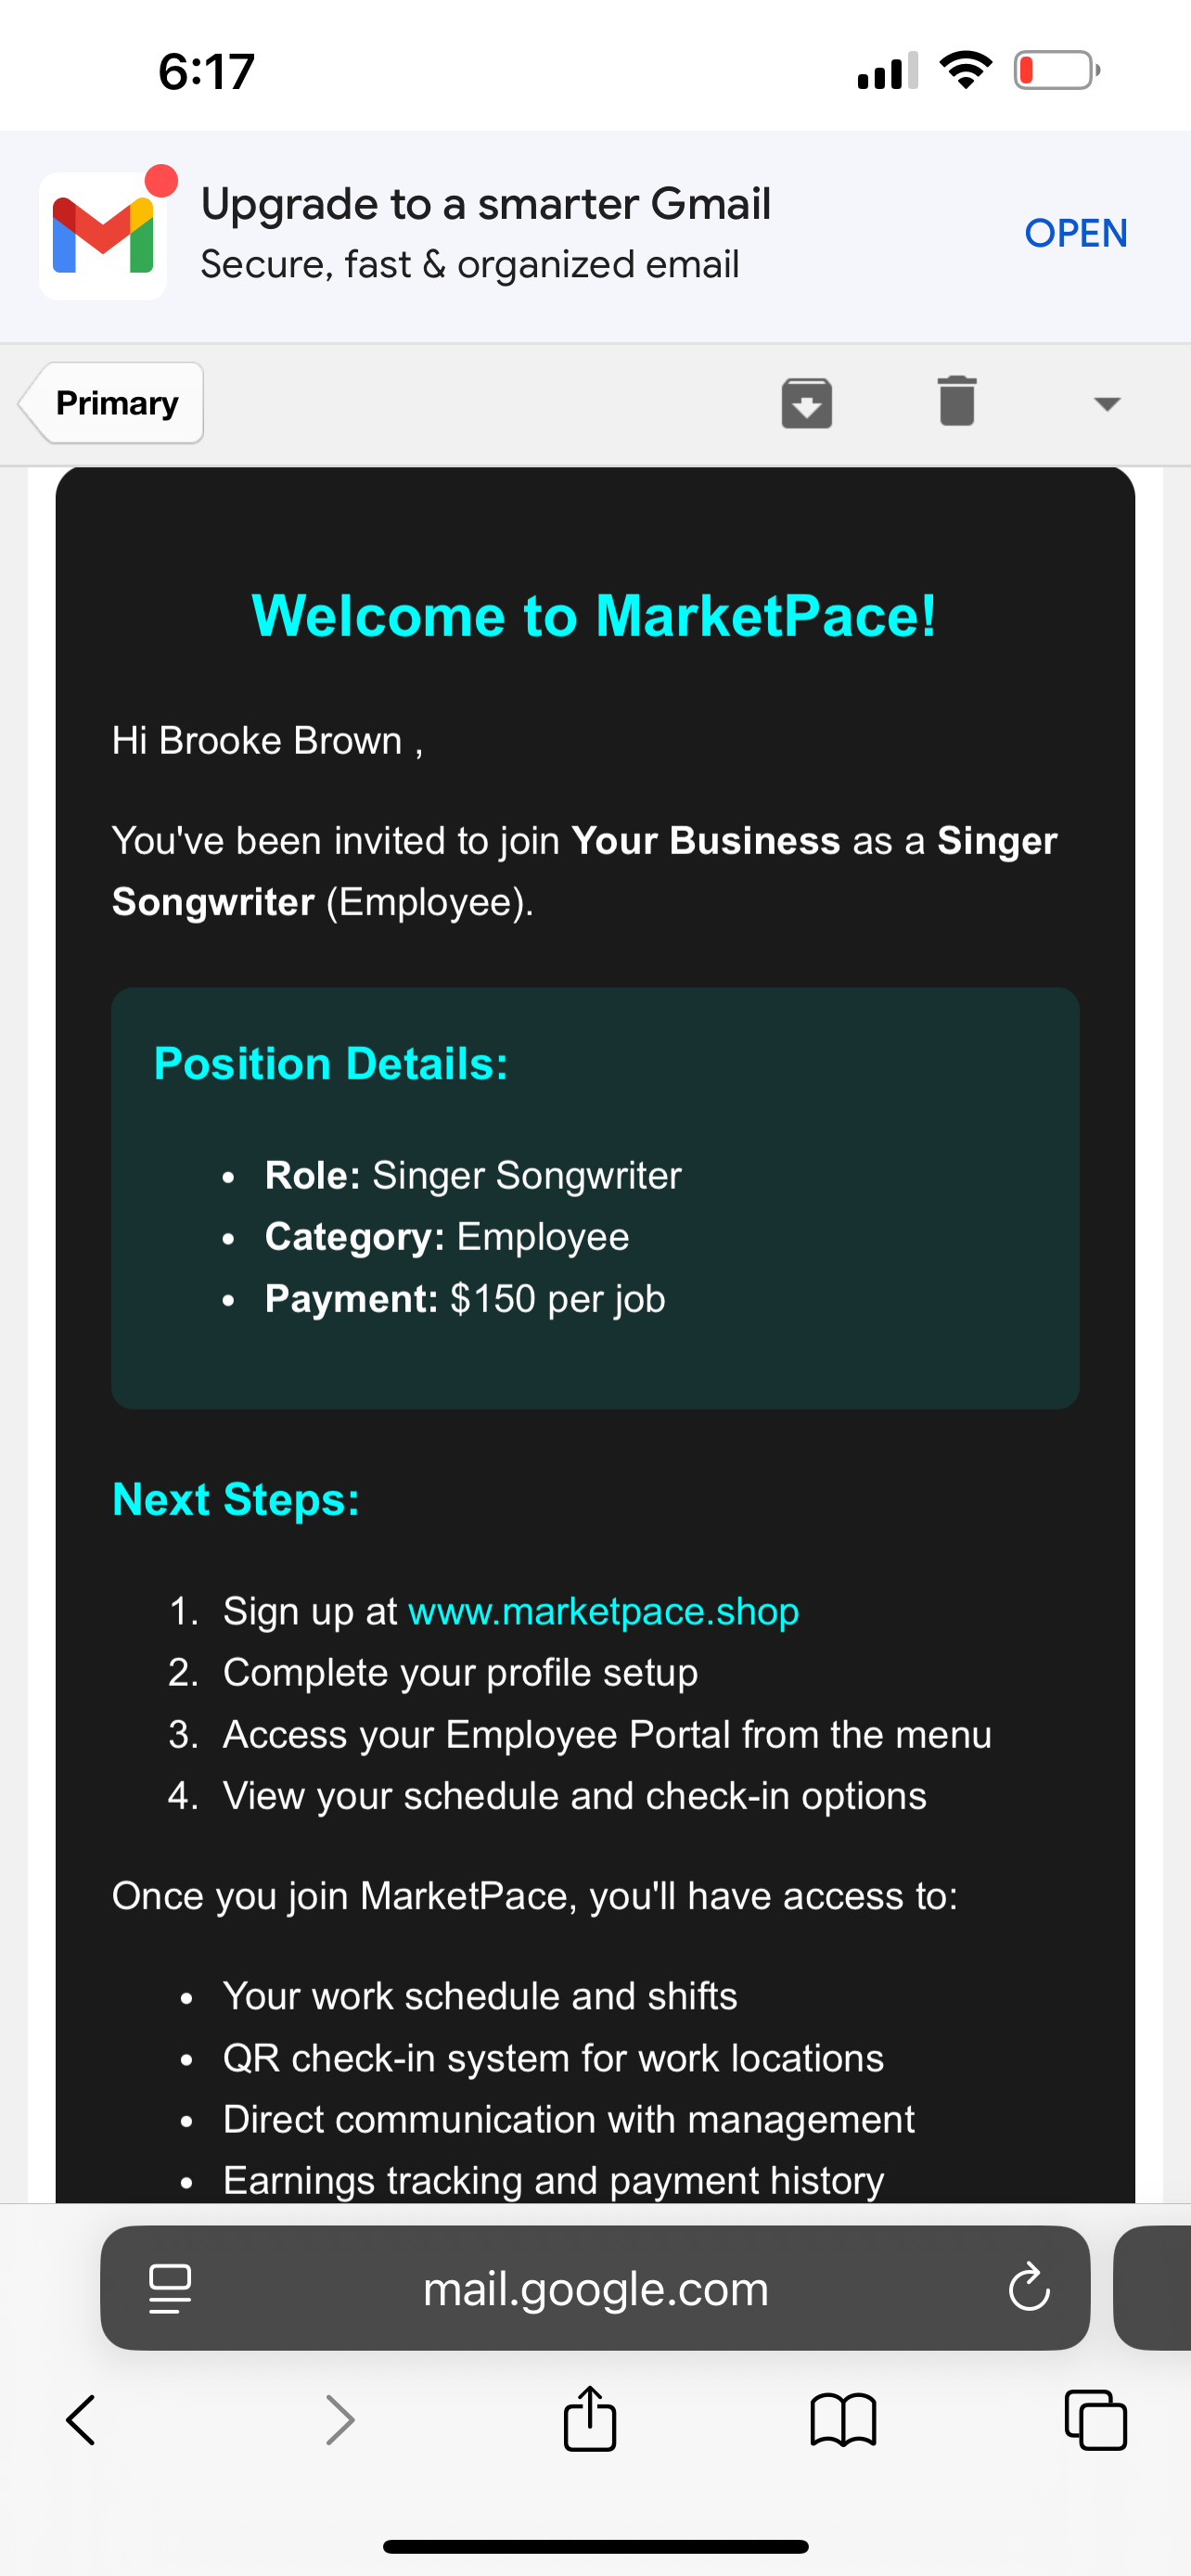 6:17
Upgrade to a smarter Gmail
Secure, fast & organized email
OPEN
Primary
Welcome to MarketPace!
Hi Brooke Brown ,
You've been invited to join Your Business as a Singer
Songwriter (Employee).
Position Details:
• Role: Singer Songwriter
• Category: Employee
• Payment: $150 per job
Next Steps:
1. Sign up at www.marketpace.shop
2. Complete your profile setup
3. Access your Employee Portal from the menu
4. View your schedule and check-in options
Once you join MarketPace, you'll have access to:
• Your work schedule and shifts
• QR check-in system for work locations
• Direct communication with management
• Earnings tracking and payment history
mail.google.com